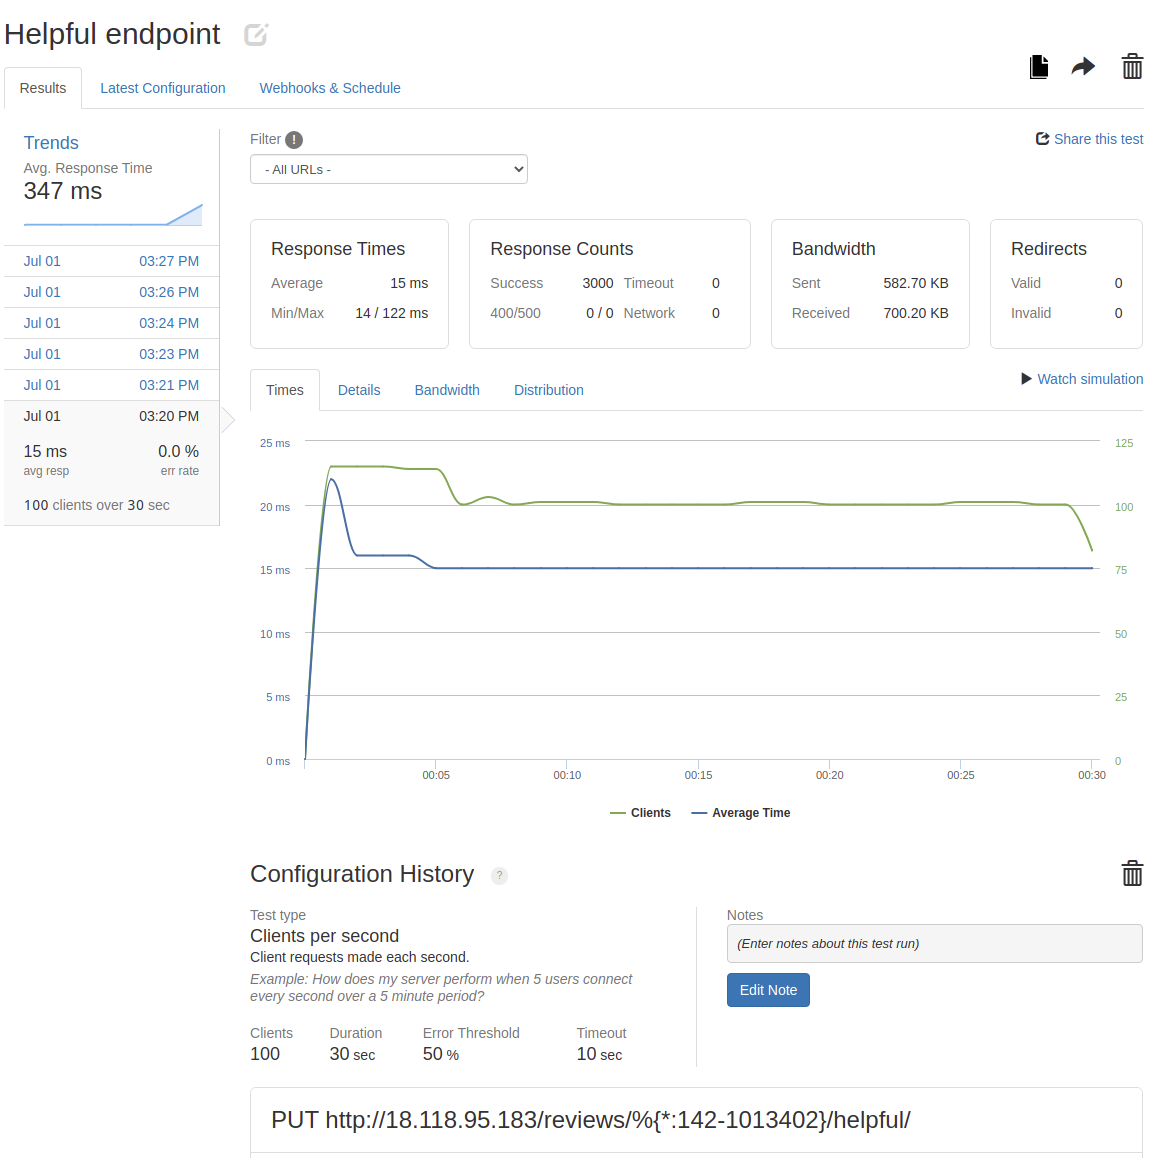 Helpful endpoint
Results
Latest Configuration
Webhooks & Schedule
Trends
Avg. Response Time
347 ms
Jul 01 03:27 PM
Jul 01 03:26 PM
Jul 01 03:24 PM
Jul 01 03:23 PM
Jul 01 03:21 PM
Jul 01 03:20 PM
15 ms 0.0 %
avg resp err rate
100 clients over 30 sec
Filter !
Share this test
- All URLs -
Response Times
Average 15 ms
Min/Max 14 / 122 ms
Response Counts
Success 3000 Timeout 0
400/500 0 / 0 Network 0
Bandwidth
Sent 582.70 KB
Received 700.20 KB
Redirects
Valid 0
Invalid 0
Times
Details
Bandwidth
Distribution
Watch simulation
25 ms 125
20 ms 100
15 ms 75
10 ms 50
5 ms 25
0 ms 0
00:05 00:10 00:15 00:20 00:25 00:30
Clients Average Time
Configuration History ?
Test type
Clients per second
Client requests made each second.
Example: How does my server perform when 5 users connect
every second over a 5 minute period?
Clients Duration Error Threshold Timeout
100 30 sec 50 % 10 sec
Notes
(Enter notes about this test run)
Edit Note
PUT http://18.118.95.183/reviews/%{*:142-1013402}/helpful/